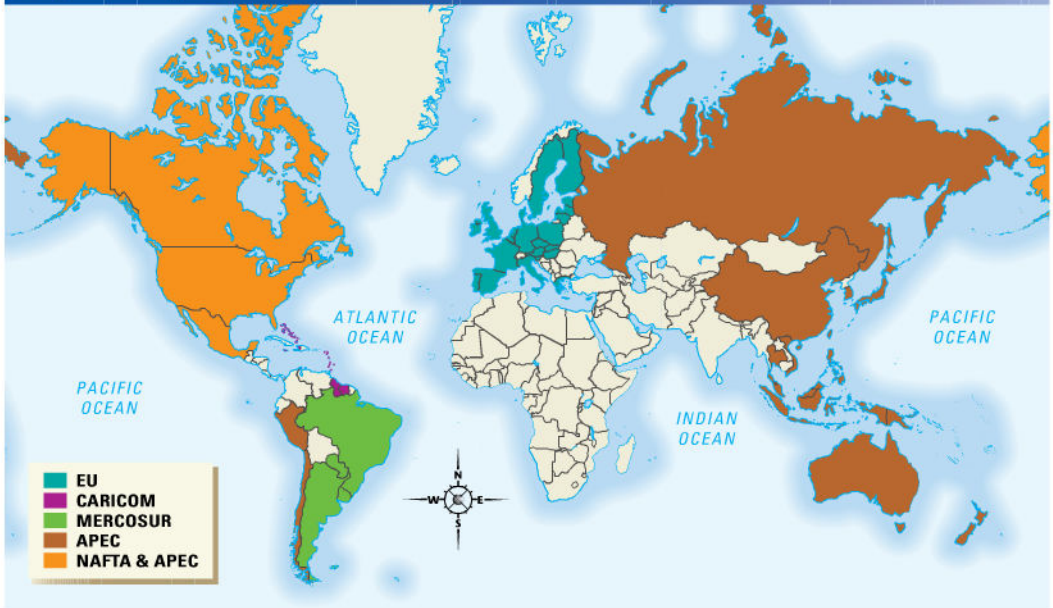 ATLANTIC
OCEAN
PACIFIC
OCEAN
PACIFIC
OCEAN
INDIAN
OCEAN
N
W E
S
EU
CARICOM
MERCOSUR
APEC
NAFTA & APEC